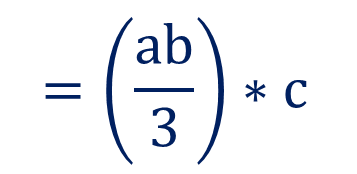 = (ab/3) * c